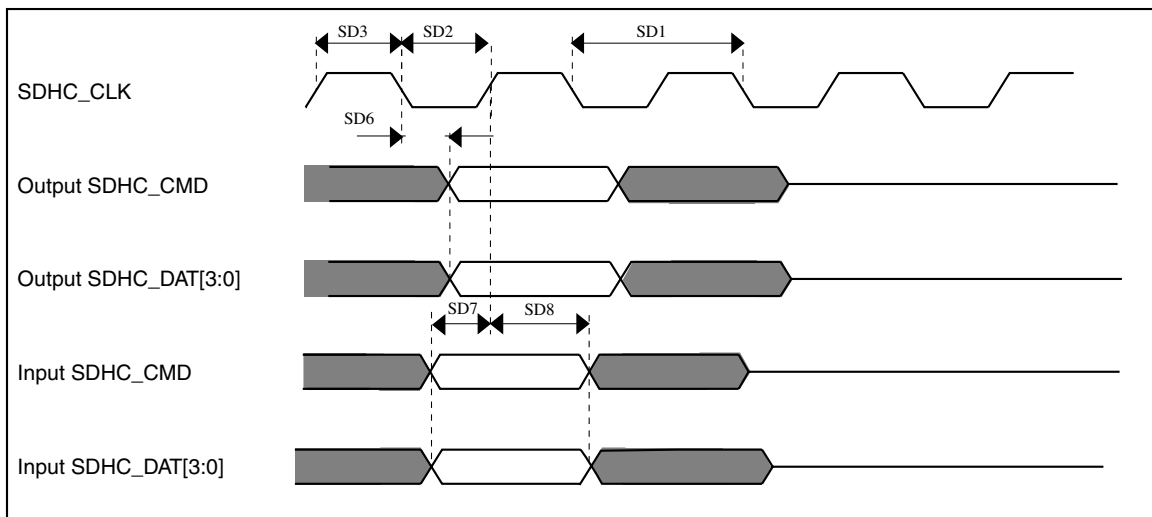 SD3
SD2
SD1
SDHC_CLK
SD6
Output SDHC_CMD
Output SDHC_DAT[3:0]
SD7
SD8
Input SDHC_CMD
Input SDHC_DAT[3:0]